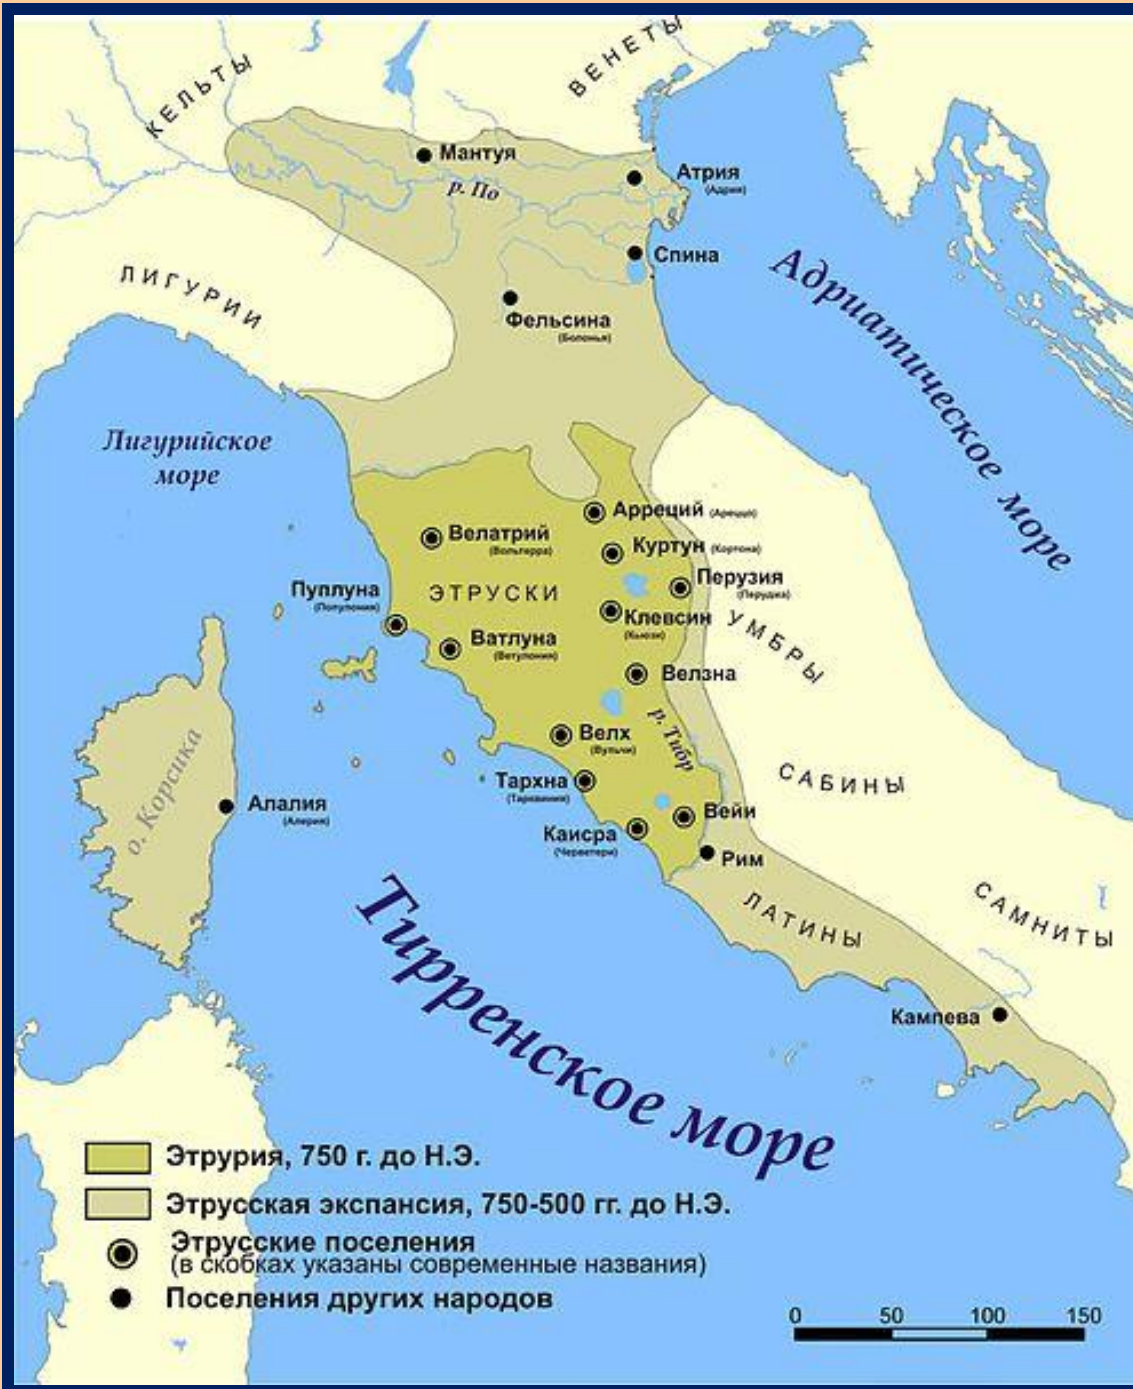 КЕЛЬТЫ
ВЕНЕТЫ
Мантуя
р. По
Атрия
(Адрия)
Спина
ЛИГУРИИ
Фельсина
(Болонья)
Адриатическое море
Лигурийское
море
Арреций (Ареццо)
Велатрий
(Вольтерра)
Куртун (Кортона)
Перузия
(Перуджа)
Пуплуна
(Популония)
ЭТРУСКИ
Клевсин
(Кьюзи)
УМБРЫ
Ватлуна
(Ветулония)
Велзна
р. Тибр
Велх
(Вульчи)
о. Корсика
Тархна
(Тарквиния)
САБИНЫ
Алалия
(Алерия)
Вейи
Каисра
(Черветери)
Рим
ЛАТИНЫ
САМНИТЫ
Тирренское море
Кампева
Этрурия, 750 г. до Н.Э.
Этрусская экспансия, 750-500 гг. до Н.Э.
Этрусские поселения
(в скобках указаны современные названия)
Поселения других народов
0 50 100 150